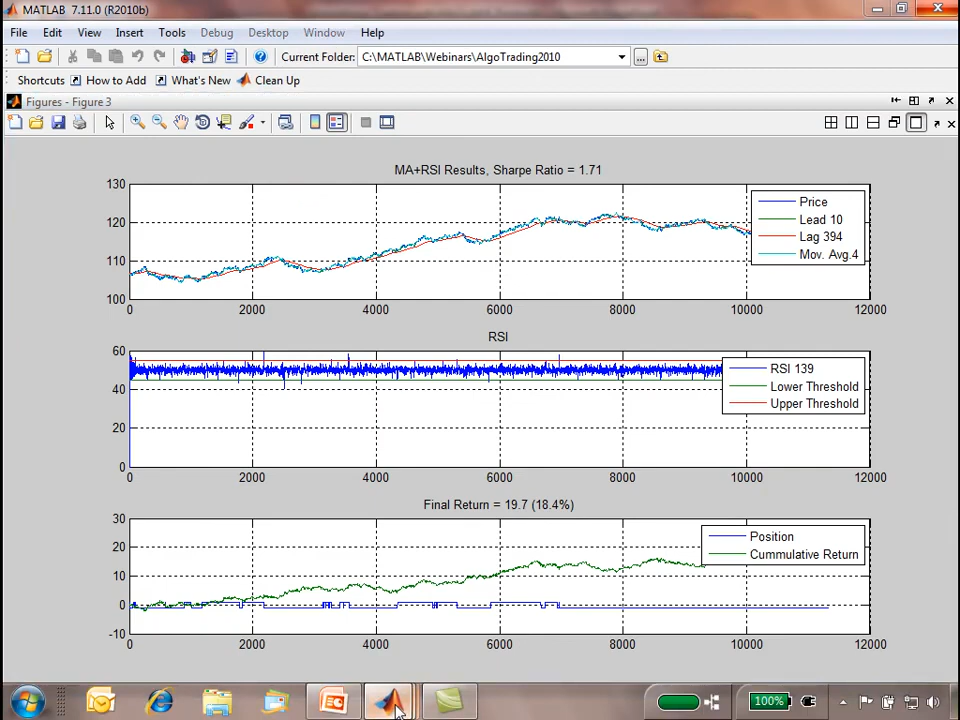 MATLAB 7.11.0 (R2010b)
File Edit View Insert Tools Debug Desktop Window Help
Current Folder: C:\MATLAB\Webinars\AlgoTrading2010 ...
Shortcuts How to Add What's New Clean Up
Figures - Figure 3
MA+RSI Results, Sharpe Ratio = 1.71
130
120
110
100
0 2000 4000 6000 8000 10000 12000
Price
Lead 10
Lag 394
Mov. Avg.4
RSI
60
40
20
0
0 2000 4000 6000 8000 10000 12000
RSI 139
Lower Threshold
Upper Threshold
Final Return = 19.7 (18.4%)
30
20
10
0
-10
0 2000 4000 6000 8000 10000 12000
Position
Cummulative Return
100%